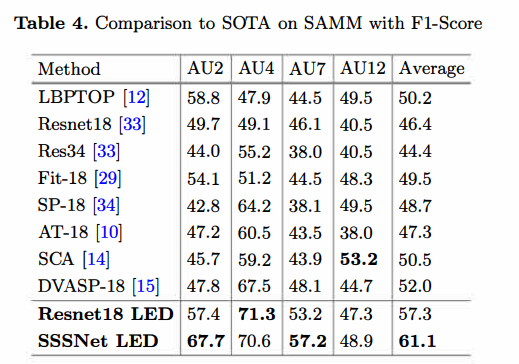 Table 4. Comparison to SOTA on SAMM with F1-Score
Method AU2 AU4 AU7 AU12 Average
LBPTOP [12] 58.8 47.9 44.5 49.5 50.2
Resnet18 [33] 49.7 49.1 46.1 40.5 46.4
Res34 [33] 44.0 55.2 38.0 40.5 44.4
Fit-18 [29] 54.1 51.2 44.5 48.3 49.5
SP-18 [34] 42.8 64.2 38.1 49.5 48.7
AT-18 [10] 47.2 60.5 43.5 38.0 47.3
SCA [14] 45.7 59.2 43.9 53.2 50.5
DVASP-18 [15] 47.8 67.5 48.1 44.7 52.0
Resnet18 LED 57.4 71.3 53.2 47.3 57.3
SSSNet LED 67.7 70.6 57.2 48.9 61.1